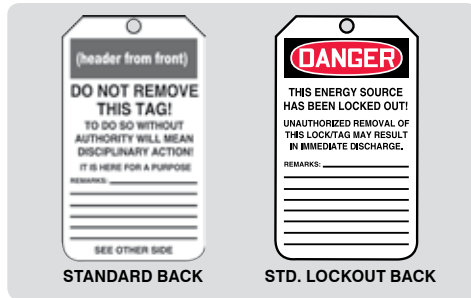 (header from front)
DO NOT REMOVE
THIS TAG!
TO DO SO WITHOUT
AUTHORITY WILL MEAN
DISCIPLINARY ACTION!
IT IS HERE FOR A PURPOSE
REMARKS:
SEE OTHER SIDE
STANDARD BACK
DANGER
THIS ENERGY SOURCE
HAS BEEN LOCKED OUT!
UNAUTHORIZED REMOVAL OF
THIS LOCK/TAG MAY RESULT
IN IMMEDIATE DISCHARGE.
REMARKS:
STD. LOCKOUT BACK